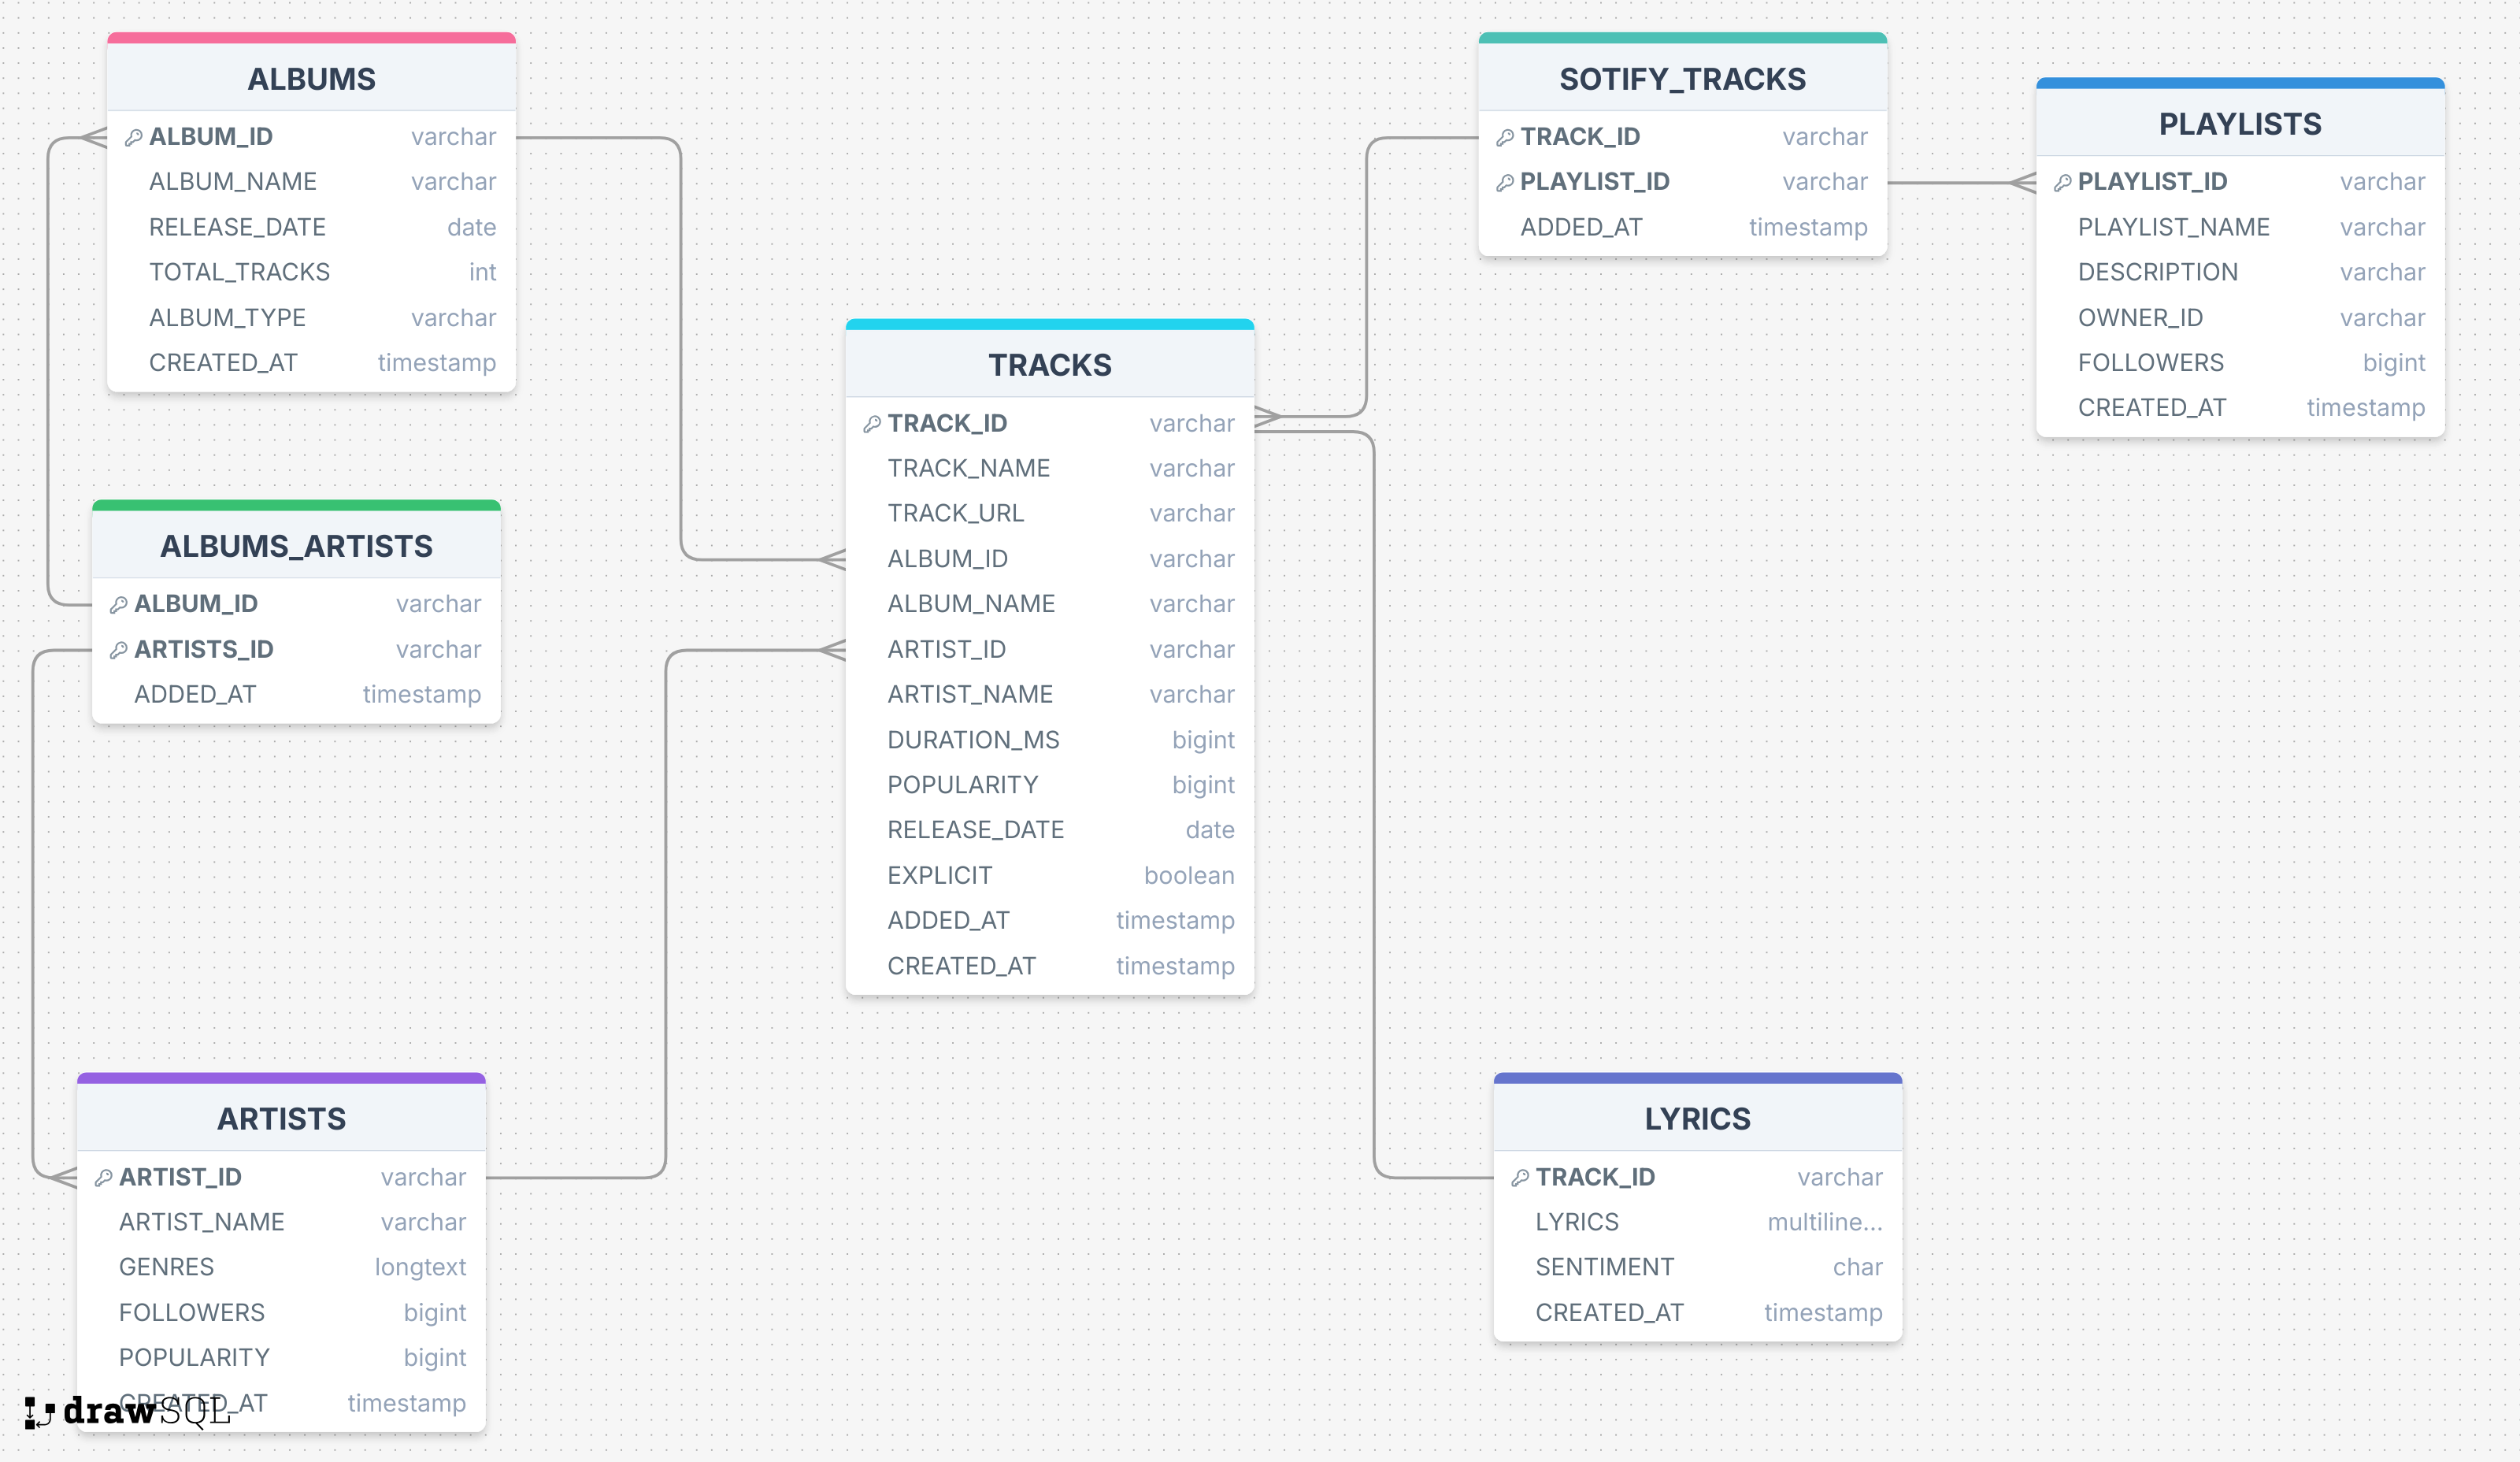 ALBUMS
ALBUM_ID varchar
ALBUM_NAME varchar
RELEASE_DATE date
TOTAL_TRACKS int
ALBUM_TYPE varchar
CREATED_AT timestamp
ALBUMS_ARTISTS
ALBUM_ID varchar
ARTISTS_ID varchar
ADDED_AT timestamp
ARTISTS
ARTIST_ID varchar
ARTIST_NAME varchar
GENRES longtext
FOLLOWERS bigint
POPULARITY bigint
CREATED_AT timestamp
drawSQL
TRACKS
TRACK_ID varchar
TRACK_NAME varchar
TRACK_URL varchar
ALBUM_ID varchar
ALBUM_NAME varchar
ARTIST_ID varchar
ARTIST_NAME varchar
DURATION_MS bigint
POPULARITY bigint
RELEASE_DATE date
EXPLICIT boolean
ADDED_AT timestamp
CREATED_AT timestamp
SOTIFY_TRACKS
TRACK_ID varchar
PLAYLIST_ID varchar
ADDED_AT timestamp
PLAYLISTS
PLAYLIST_ID varchar
PLAYLIST_NAME varchar
DESCRIPTION varchar
OWNER_ID varchar
FOLLOWERS bigint
CREATED_AT timestamp
LYRICS
TRACK_ID varchar
LYRICS multiline...
SENTIMENT char
CREATED_AT timestamp